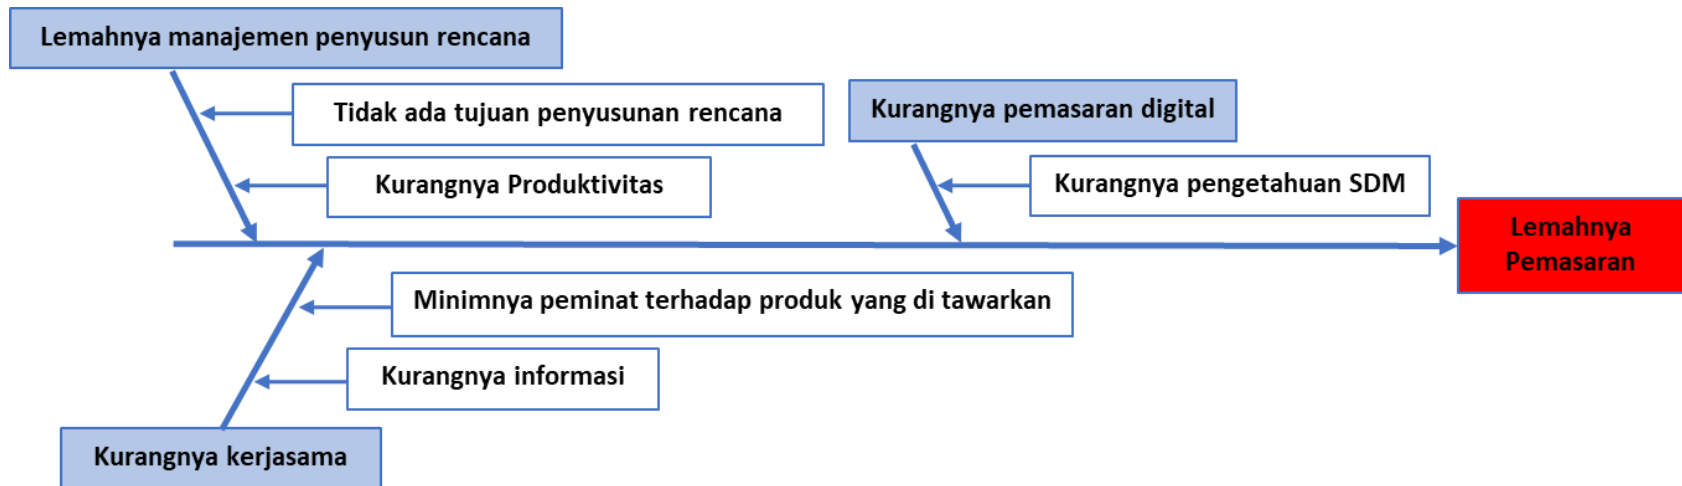 Lemahnya manajemen penyusun rencana
Tidak ada tujuan penyusunan rencana
Kurangnya Produktivitas
Kurangnya pemasaran digital
Kurangnya pengetahuan SDM
Lemahnya
Pemasaran
Minimnya peminat terhadap produk yang di tawarkan
Kurangnya informasi
Kurangnya kerjasama